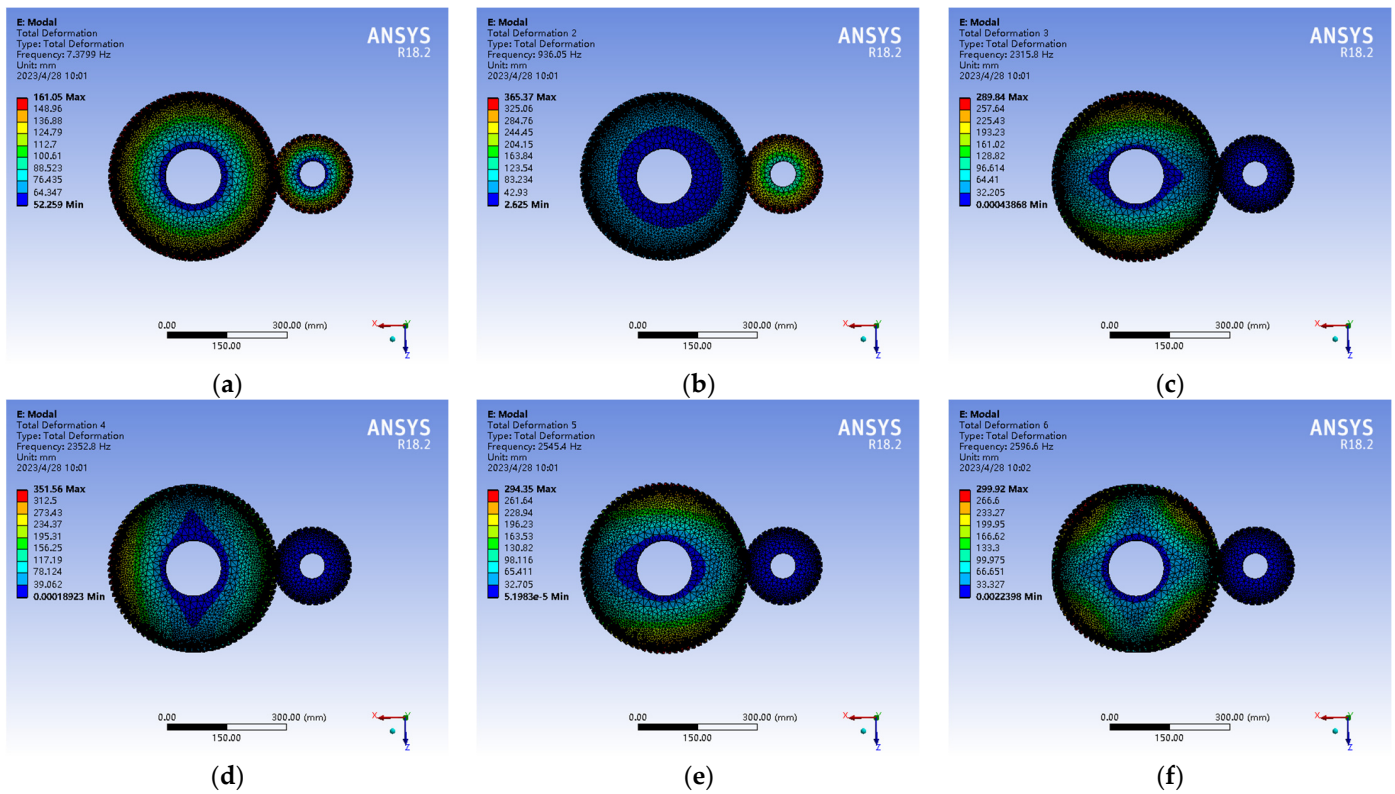 E: Modal
Total Deformation
Type: Total Deformation
Frequency: 7.3799 Hz
Unit: mm
2023/4/28 10:01
ANSYS
R18.2
161.05 Max
148.96
136.88
124.79
112.7
100.61
88.523
76.435
64.347
52.259 Min
0.00
300.00 (mm)
150.00
X
Y
Z
(a)
E: Modal
Total Deformation 2
Type: Total Deformation
Frequency: 936.05 Hz
Unit: mm
2023/4/28 10:01
ANSYS
R18.2
365.37 Max
325.06
284.76
244.45
204.15
163.84
123.54
83.234
42.93
2.625 Min
0.00
300.00 (mm)
150.00
X
Y
Z
(b)
E: Modal
Total Deformation 3
Type: Total Deformation
Frequency: 2315.8 Hz
Unit: mm
2023/4/28 10:01
ANSYS
R18.2
289.84 Max
257.64
225.43
193.23
161.02
128.82
96.614
64.41
32.205
0.00043868 Min
0.00
300.00 (mm)
150.00
X
Y
Z
(c)
E: Modal
Total Deformation 4
Type: Total Deformation
Frequency: 2352.8 Hz
Unit: mm
2023/4/28 10:01
ANSYS
R18.2
351.56 Max
312.5
273.43
234.37
195.31
156.25
117.19
78.124
39.062
0.00018923 Min
0.00
300.00 (mm)
150.00
X
Y
Z
(d)
E: Modal
Total Deformation 5
Type: Total Deformation
Frequency: 2545.4 Hz
Unit: mm
2023/4/28 10:01
ANSYS
R18.2
294.35 Max
261.64
228.94
196.23
163.53
130.82
98.116
65.411
32.705
5.1983e-5 Min
0.00
300.00 (mm)
150.00
X
Y
Z
(e)
E: Modal
Total Deformation 6
Type: Total Deformation
Frequency: 2596.6 Hz
Unit: mm
2023/4/28 10:02
ANSYS
R18.2
299.92 Max
266.6
233.27
199.95
166.62
133.3
99.975
66.651
33.327
0.0022398 Min
0.00
300.00 (mm)
150.00
X
Y
Z
(f)